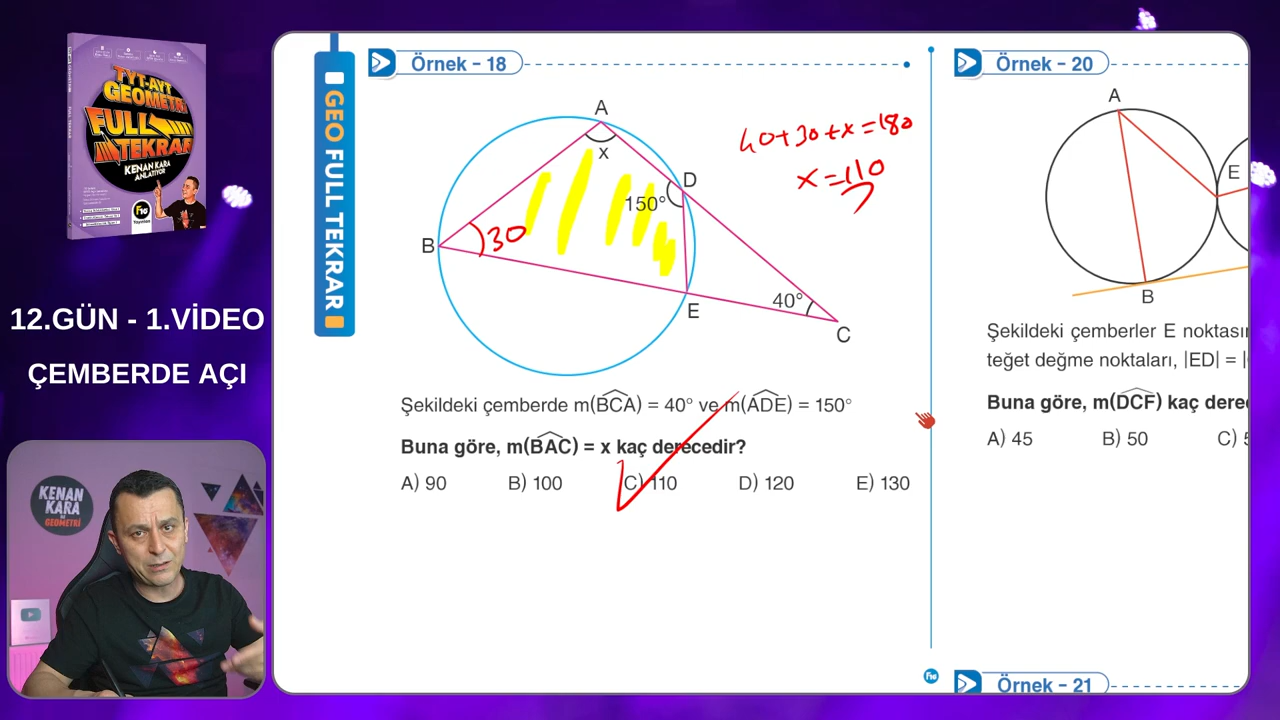 TYT-AYT
GEOMETRİ
FULL
TEKRAR
KENAN KARA
ANLATIYOR
12.GÜN - 1.VİDEO
ÇEMBERDE AÇI
KENAN
KARA
GEOMETRİ
GEO FULL TEKRAR
Örnek - 18
A
x
D
150°
B
30
E
40°
C
40+30+x=180
x=110
Şekildeki çemberde m(BCA) = 40° ve m(ADE) = 150°
Buna göre, m(BAC) = x kaç derecedir?
A) 90 B) 100 C) 110 D) 120 E) 130
Örnek - 20
A
E
B
Şekildeki çemberler E noktasın
teğet değme noktaları, |ED| = |
Buna göre, m(DCF) kaç derec
A) 45 B) 50 C) 5
F10
Örnek - 21